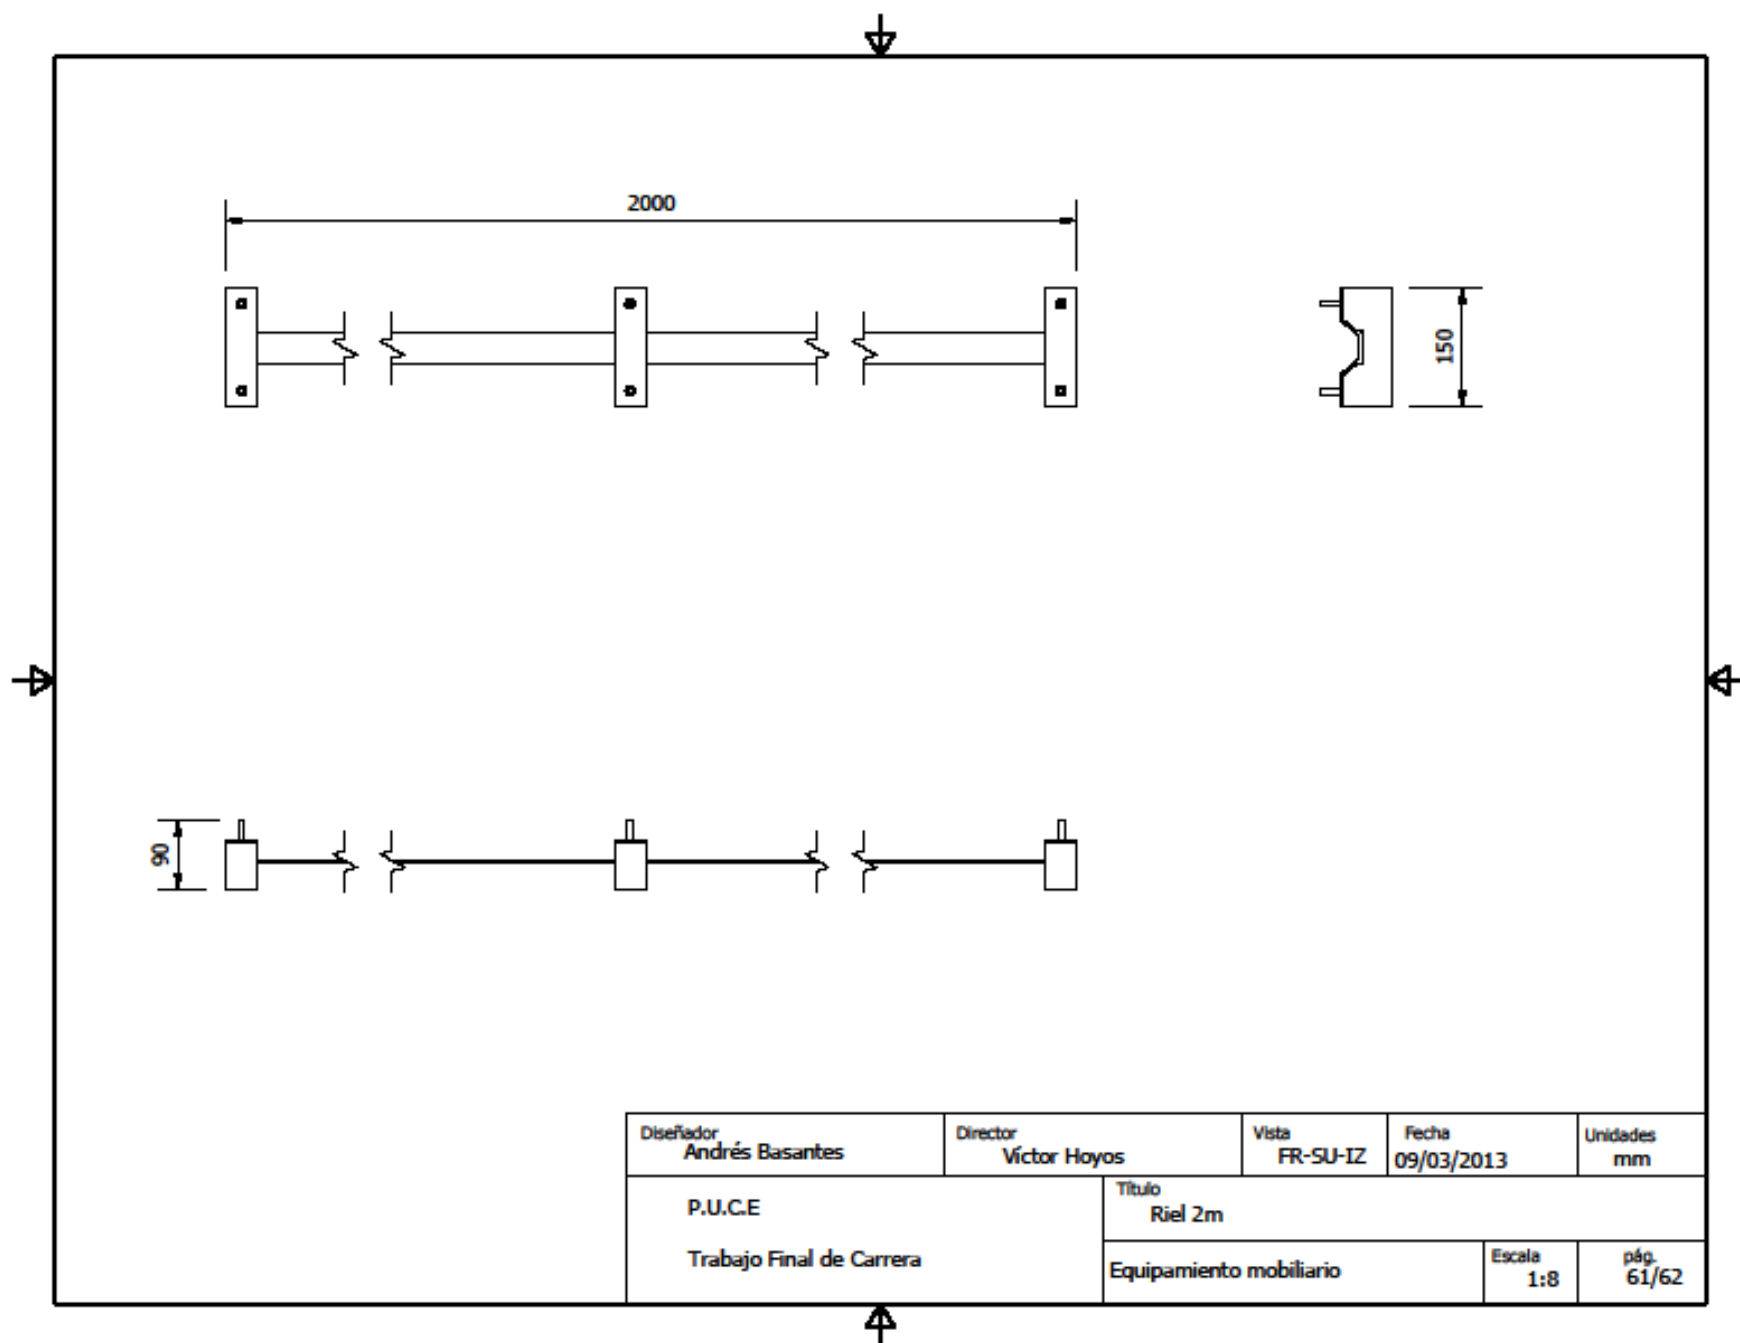 2000
150
90
Diseñador
Andrés Basantes
Director
Víctor Hoyos
Vista
FR-SU-IZ
Fecha
09/03/2013
Unidades
mm
P.U.C.E
Trabajo Final de Carrera
Título
Riel 2m
Equipamiento mobiliario
Escala
1:8
pág.
61/62